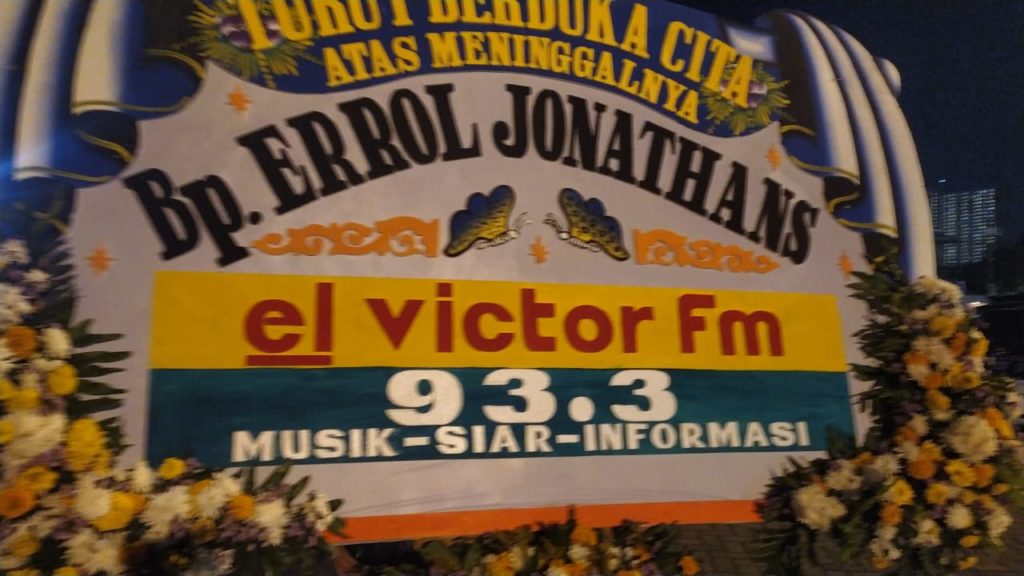 TURUT BERDUKA CITA
ATAS MENINGGALNYA
Bp. ERROL JONATHANS
el victor Fm
93.3
MUSIK-SIAR-INFORMASI